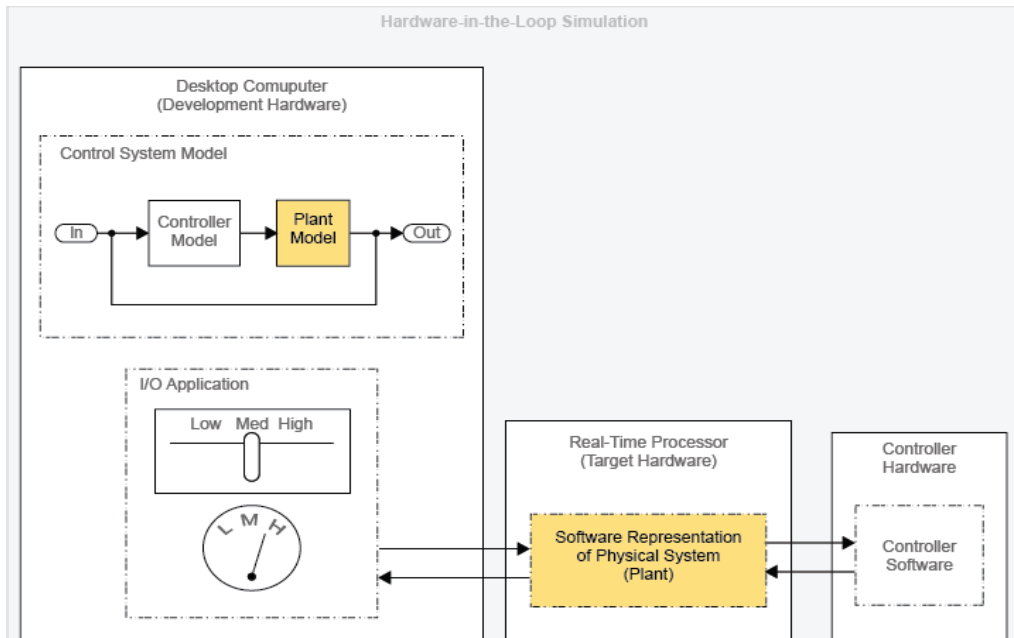 Hardware-in-the-Loop Simulation
Desktop Comuputer
(Development Hardware)
Control System Model
In
Controller
Model
Plant
Model
Out
I/O Application
Low Med High
L M H
Real-Time Processor
(Target Hardware)
Software Representation
of Physical System
(Plant)
Controller
Hardware
Controller
Software